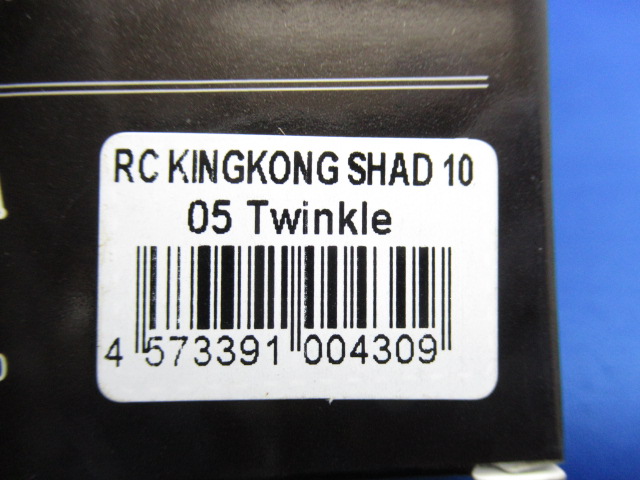 RC KINGKONG SHAD 10
05 Twinkle
4 573391 004309